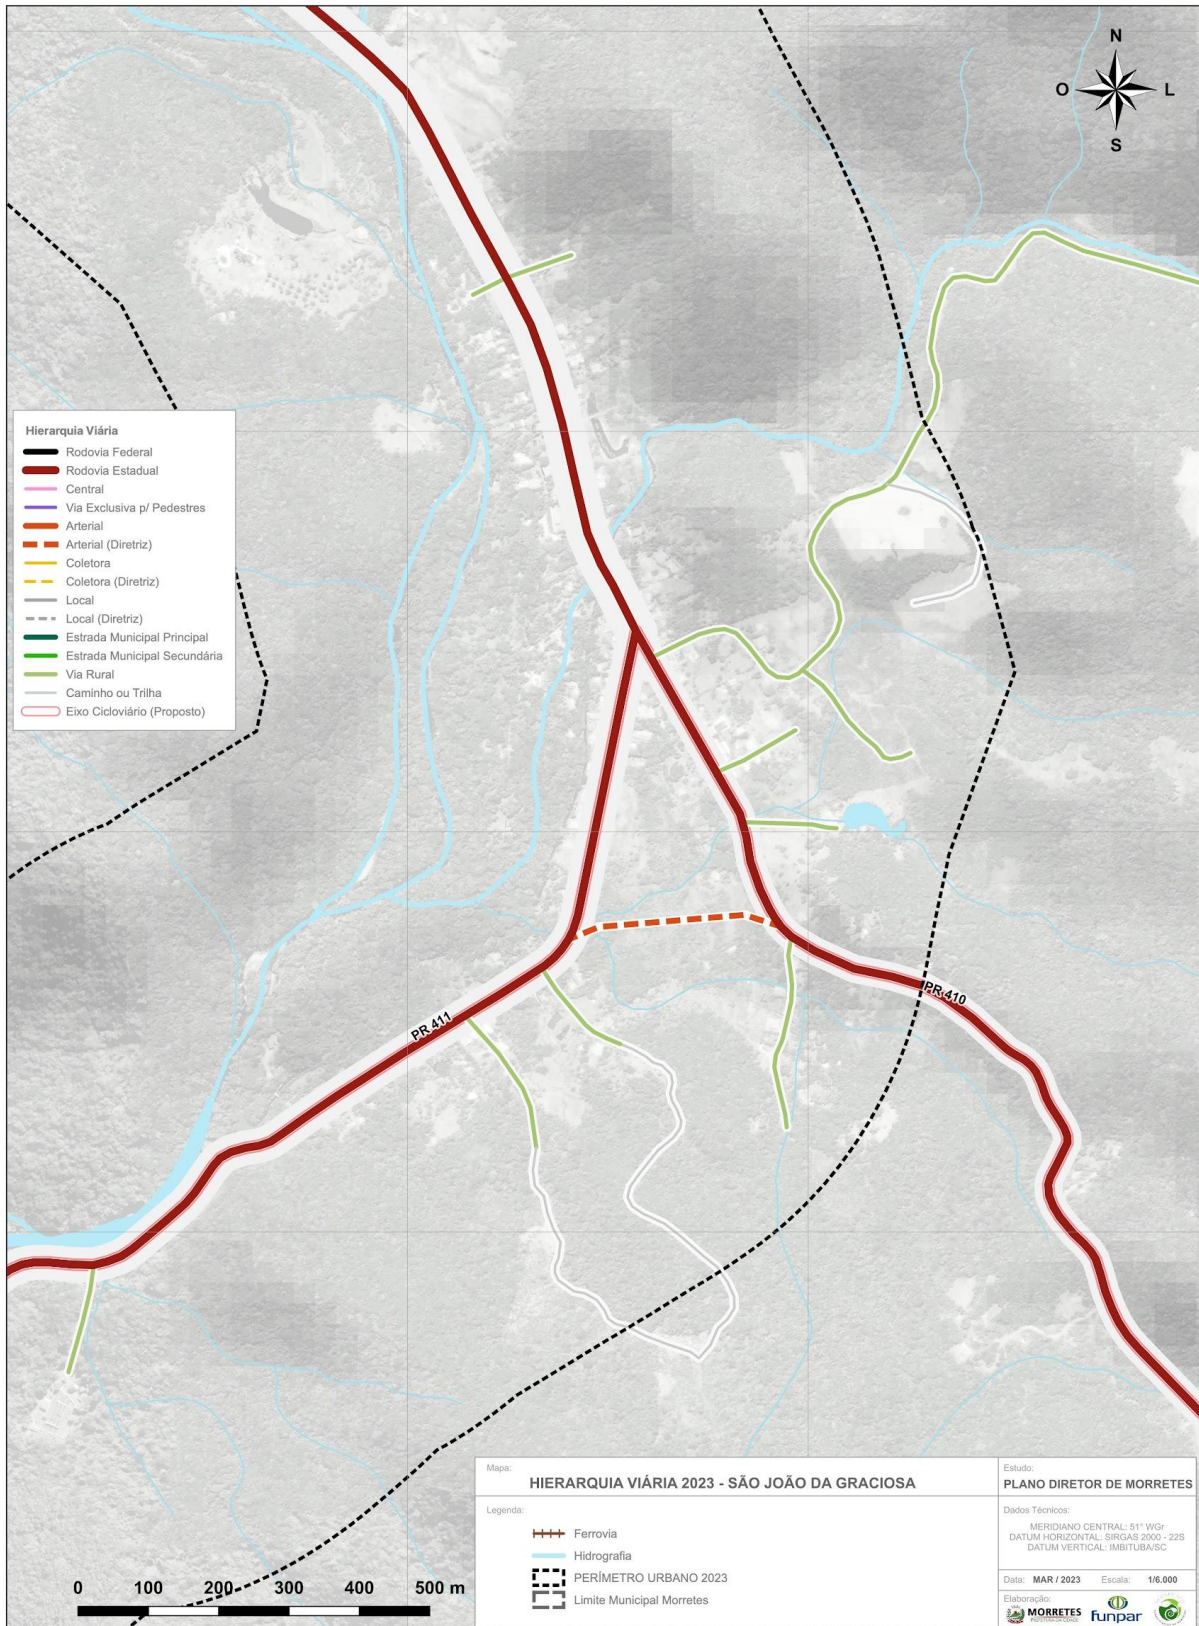 N
O L
S
Hierarquia Viária
Rodovia Federal
Rodovia Estadual
Central
Via Exclusiva p/ Pedestres
Arterial
Arterial (Diretriz)
Coletora
Coletora (Diretriz)
Local
Local (Diretriz)
Estrada Municipal Principal
Estrada Municipal Secundária
Via Rural
Caminho ou Trilha
Eixo Cicloviário (Proposto)
PR 410
PR 411
Mapa:
HIERARQUIA VIÁRIA 2023 - SÃO JOÃO DA GRACIOSA
Legenda:
Ferrovia
Hidrografia
PERÍMETRO URBANO 2023
Limite Municipal Morretes
Estudo:
PLANO DIRETOR DE MORRETES
Dados Técnicos:
MERIDIANO CENTRAL: 51° WGr
DATUM HORIZONTAL: SIRGAS 2000 - 22S
DATUM VERTICAL: IMBITUBA/SC
Data: MAR / 2023 Escala: 1/6.000
Elaboração:
MORRETES
PREFEITURA DA CIDADE
funpar
0 100 200 300 400 500 m